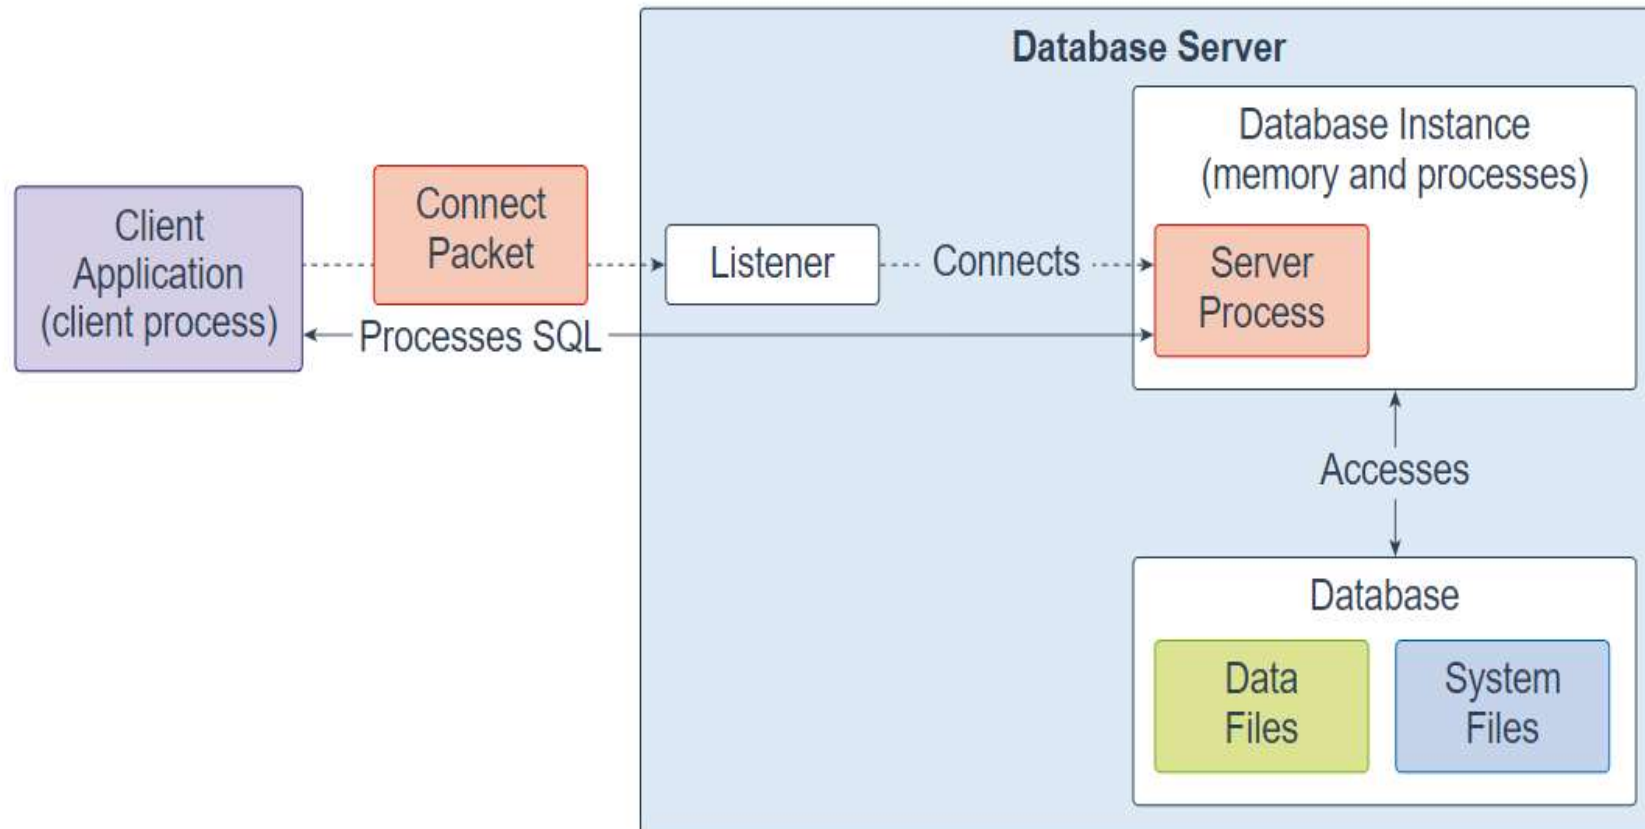 Database Server
Database Instance
(memory and processes)
Client
Application
(client process)
Connect
Packet
Listener
Connects
Server
Process
Processes SQL
Accesses
Database
Data
Files
System
Files